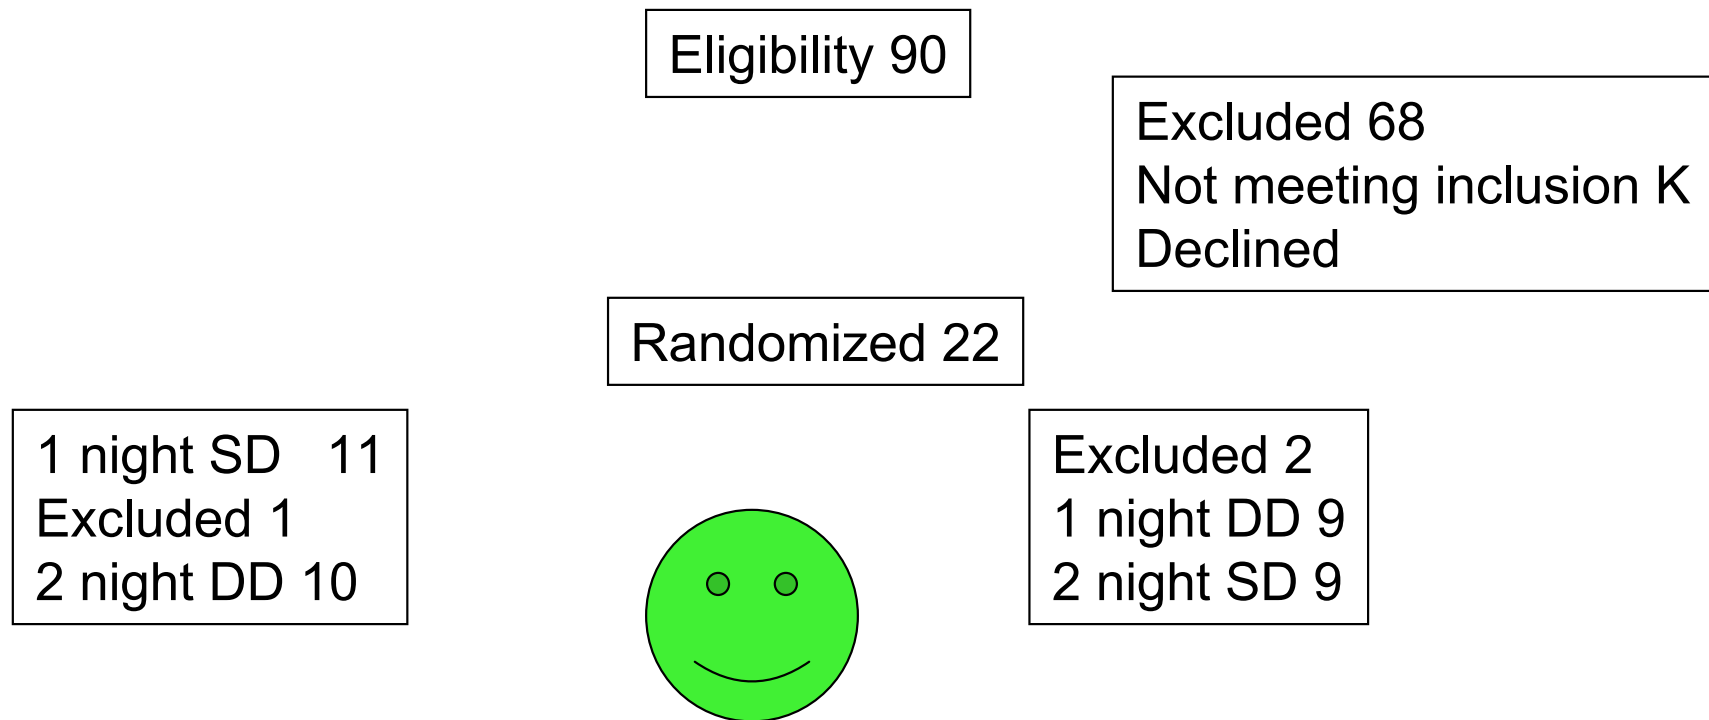 Eligibility 90
Excluded 68
Not meeting inclusion K
Declined
Randomized 22
1 night SD   11
Excluded 1
2 night DD 10
Excluded 2
1 night DD 9
2 night SD 9